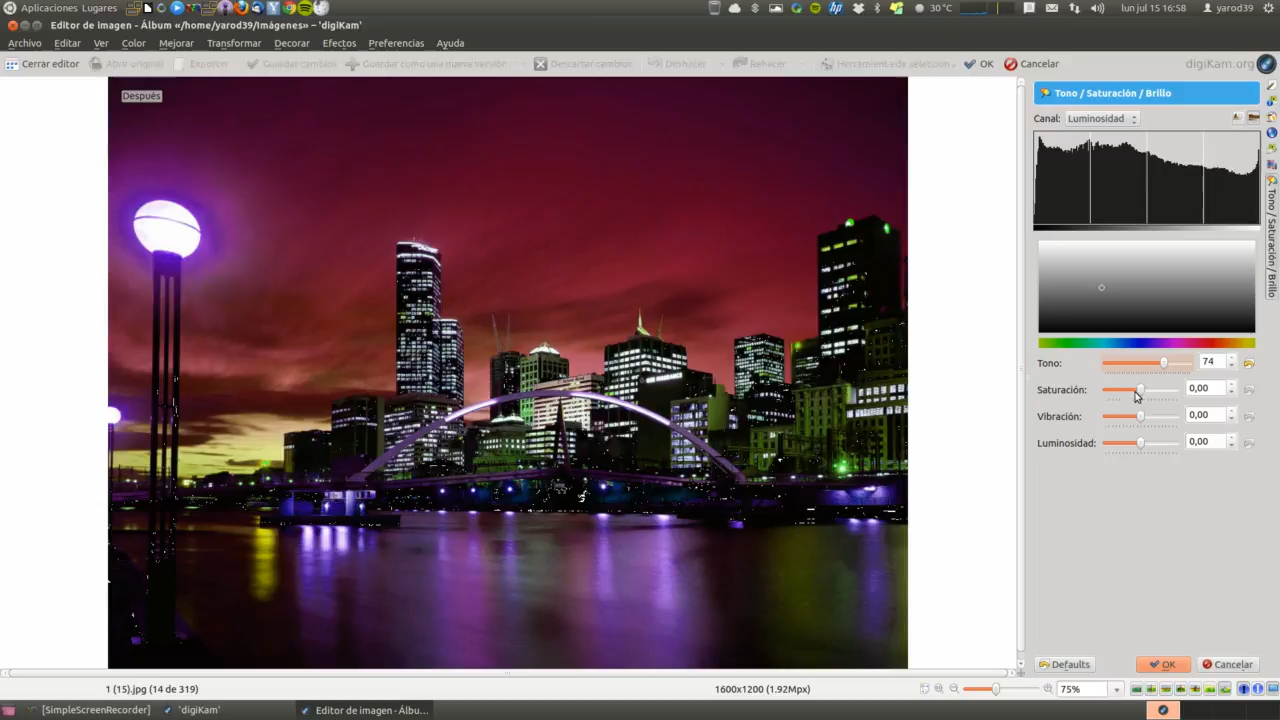 Aplicaciones Lugares
30°C
lun jul 15 16:58
yarod39
Editor de imagen - Álbum «/home/yarod39/Imágenes» – 'digiKam'
Archivo Editar Ver Color Mejorar Transformar Decorar Efectos Preferencias Ayuda
Cerrar editor Abrir original Exportar Guardar cambios Guardar como una nueva versión Descartar cambios Deshacer Rehacer Herramienta de selección OK Cancelar digiKam.org
Después
Tono / Saturación / Brillo
Canal: Luminosidad
Tono: 74
Saturación: 0,00
Vibración: 0,00
Luminosidad: 0,00
Tono / Saturación / Brillo
Defaults OK Cancelar
1 (15).jpg (14 de 319) 1600x1200 (1.92Mpx) 75%
[SimpleScreenRecorder] 'digiKam' Editor de imagen - Álbu...